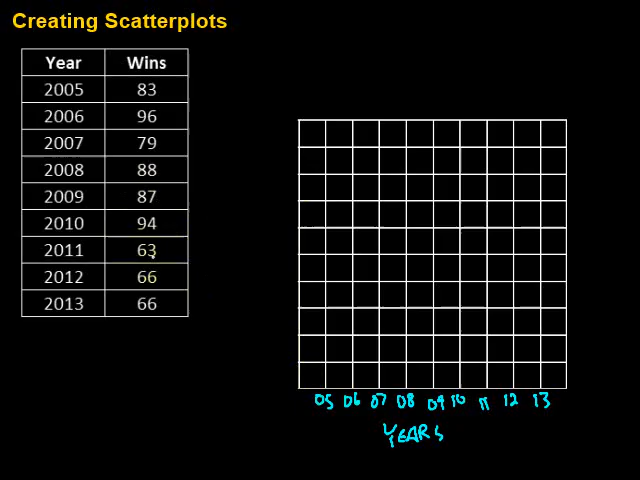 Creating Scatterplots
Year Wins
2005 83
2006 96
2007 79
2008 88
2009 87
2010 94
2011 63
2012 66
2013 66
05 06 07 08 09 10 11 12 13
YEARS